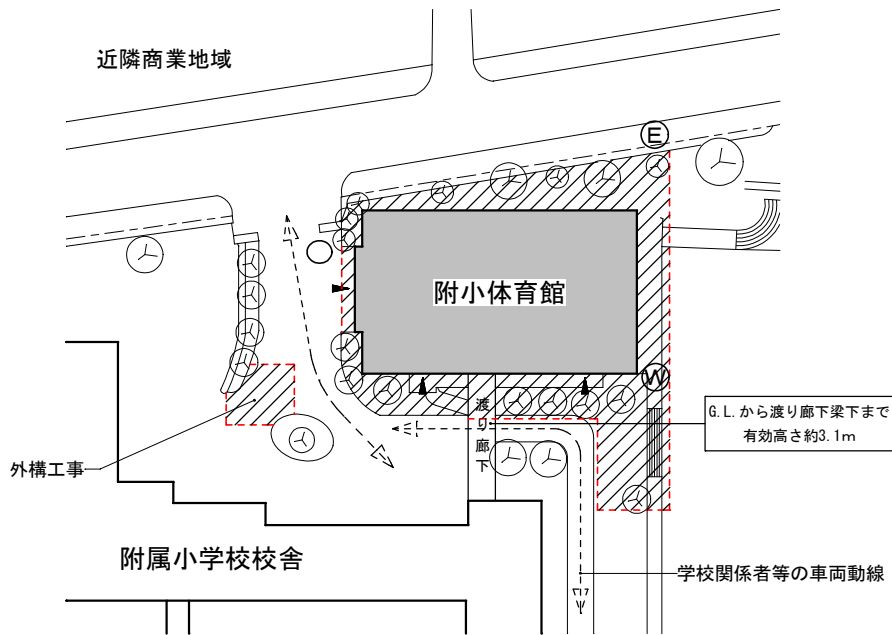 近隣商業地域
E
附小体育館
W
渡り廊下
G.L.から渡り廊下梁下まで
有効高さ約3.1m
外構工事
附属小学校校舎
学校関係者等の車両動線